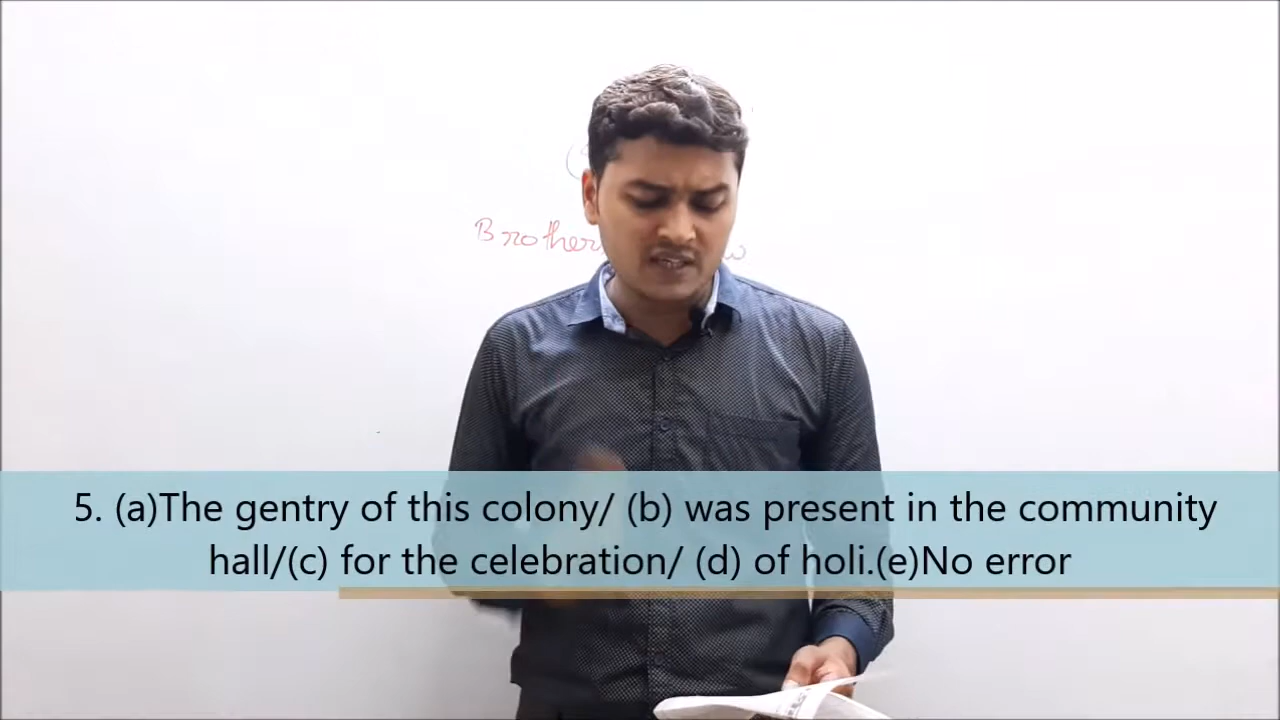 Brother
5. (a)The gentry of this colony/ (b) was present in the community
hall/(c) for the celebration/ (d) of holi.(e)No error